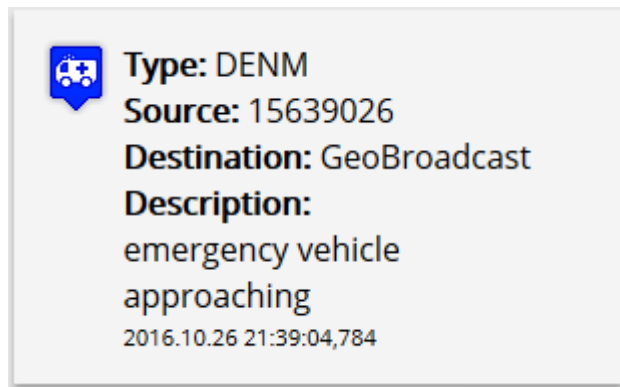 Type: DENM
Source: 15639026
Destination: GeoBroadcast
Description:
emergency vehicle
approaching
2016.10.26 21:39:04,784